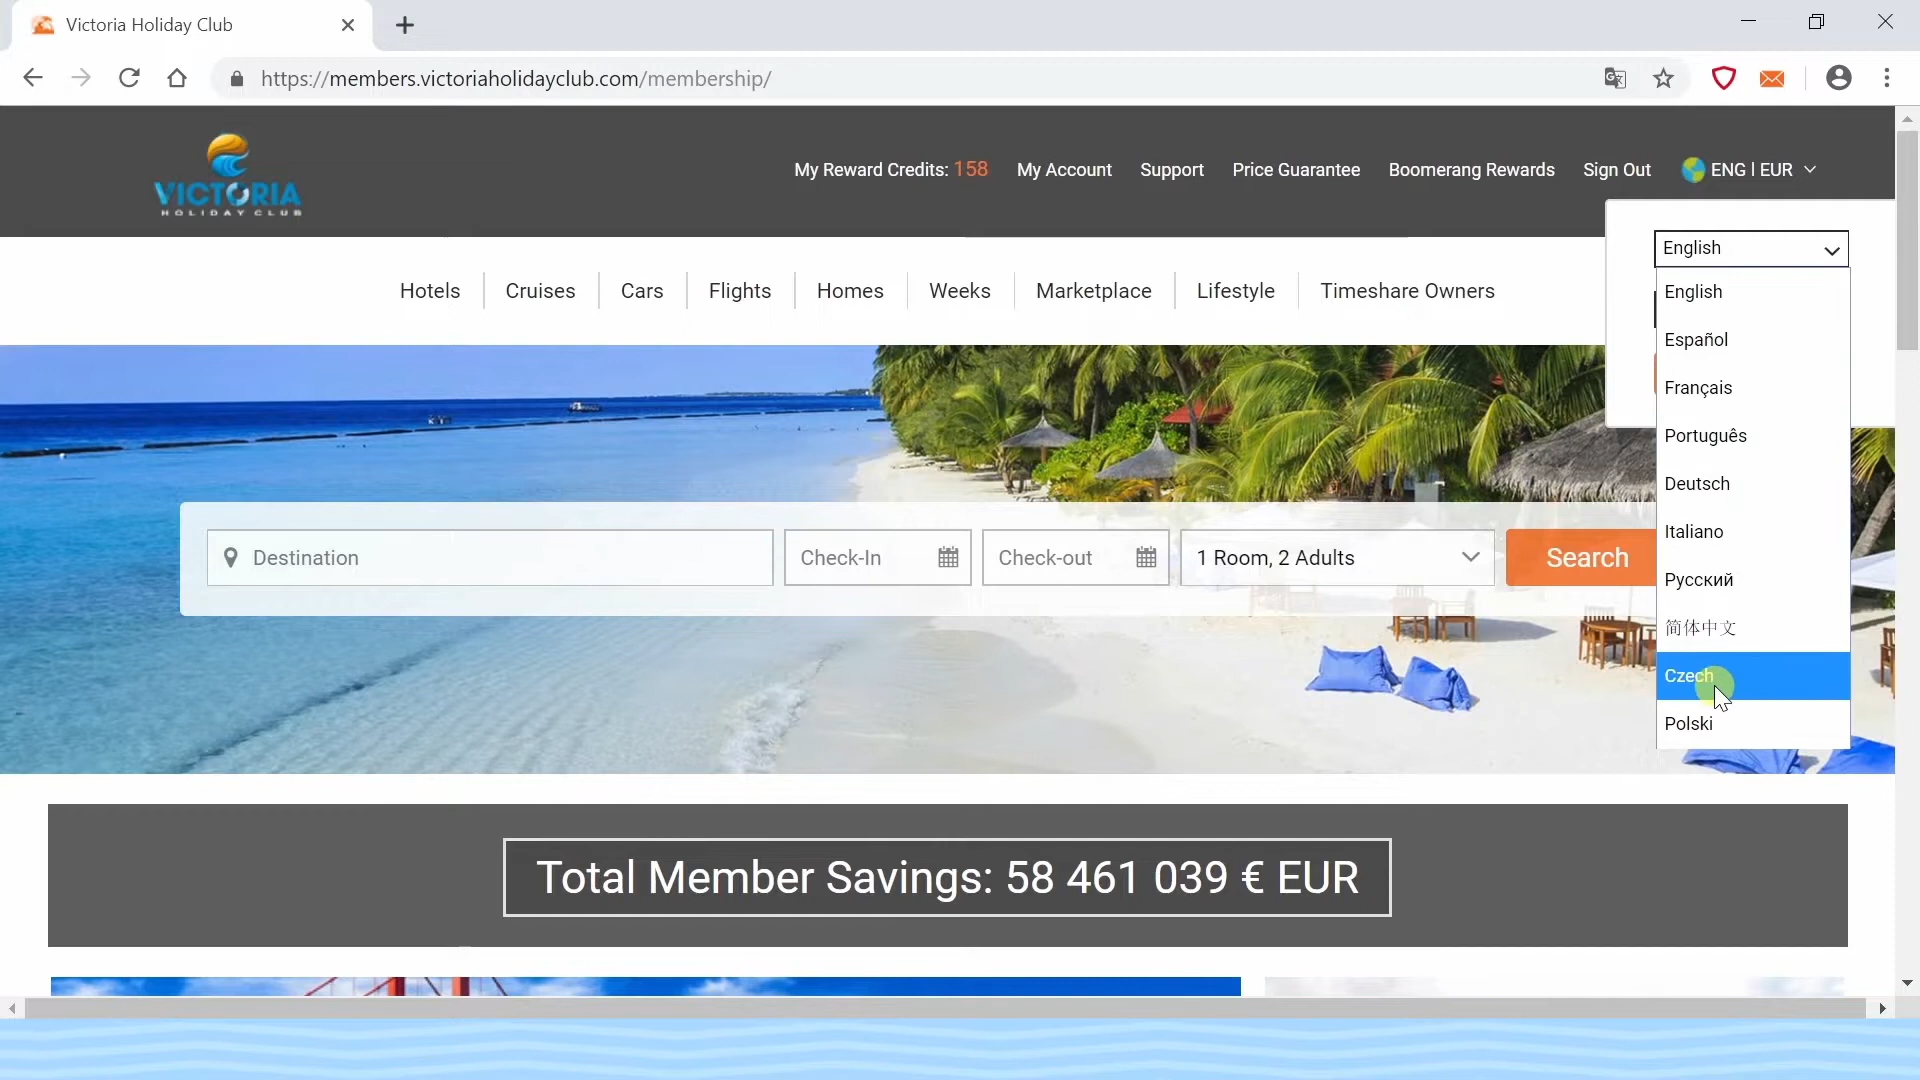 Victoria Holiday Club
https://members.victoriaholidayclub.com/membership/
VICTORIA
HOLIDAY CLUB
My Reward Credits: 158
My Account
Support
Price Guarantee
Boomerang Rewards
Sign Out
ENG | EUR
Hotels
Cruises
Cars
Flights
Homes
Weeks
Marketplace
Lifestyle
Timeshare Owners
English
English
Español
Français
Português
Deutsch
Italiano
Русский
简体中文
Czech
Polski
Destination
Check-In
Check-out
1 Room, 2 Adults
Search
Total Member Savings: 58 461 039 € EUR